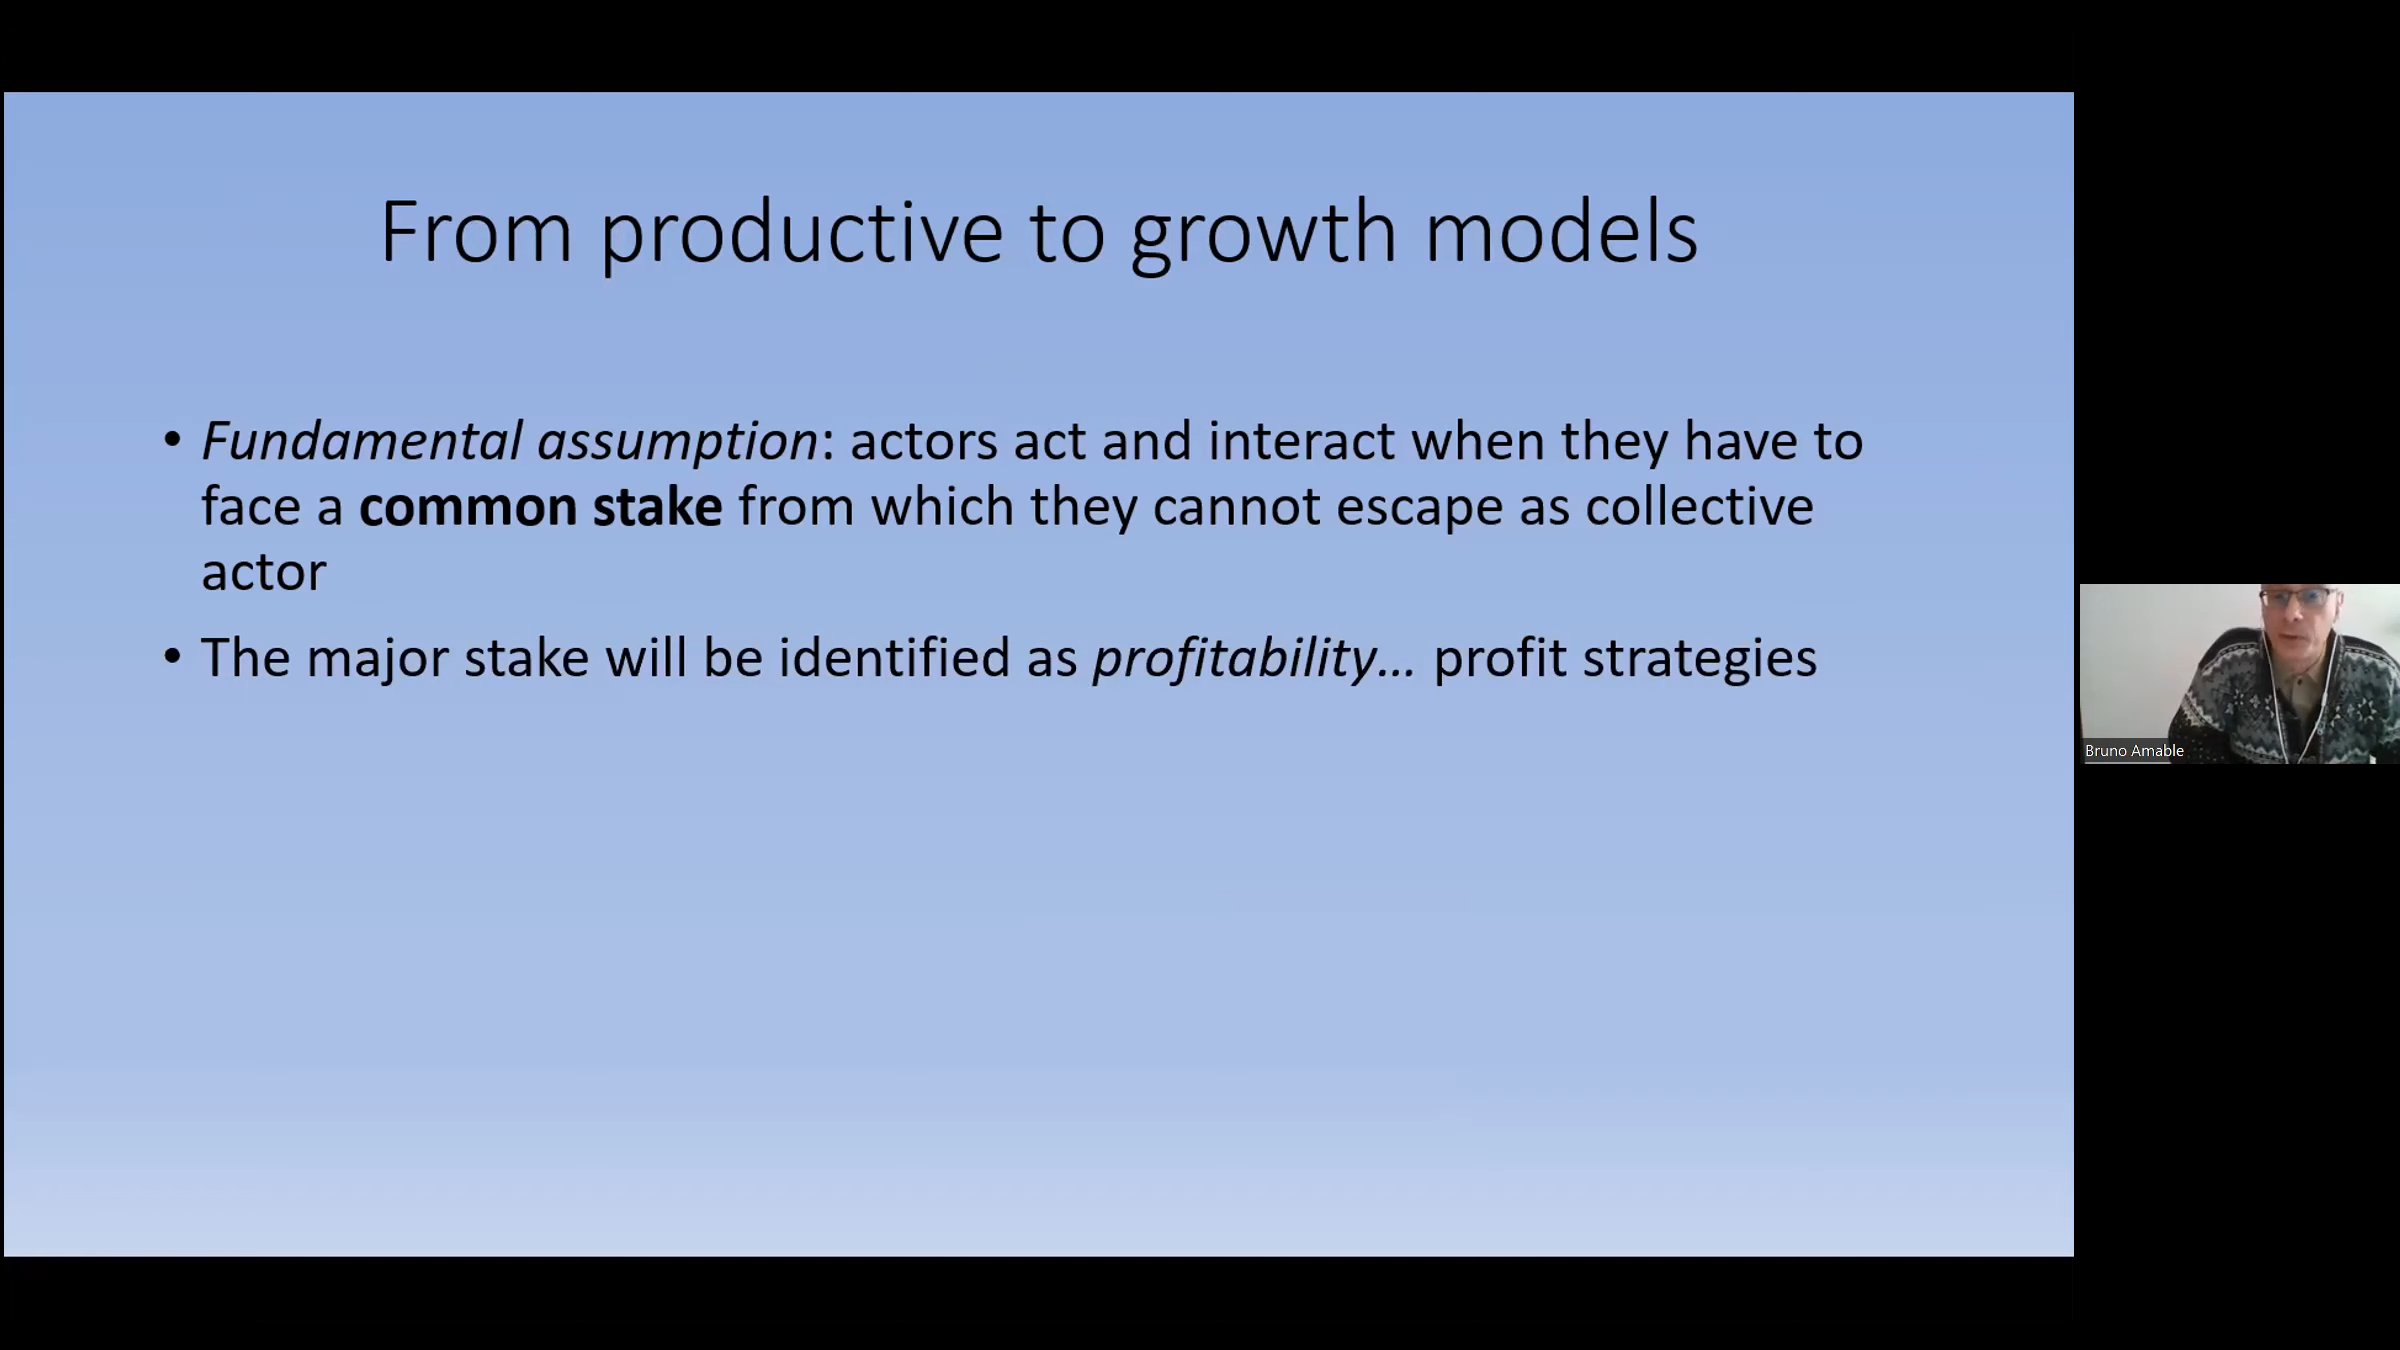 From productive to growth models
• Fundamental assumption: actors act and interact when they have to
face a common stake from which they cannot escape as collective
actor
• The major stake will be identified as profitability... profit strategies
Bruno Amable